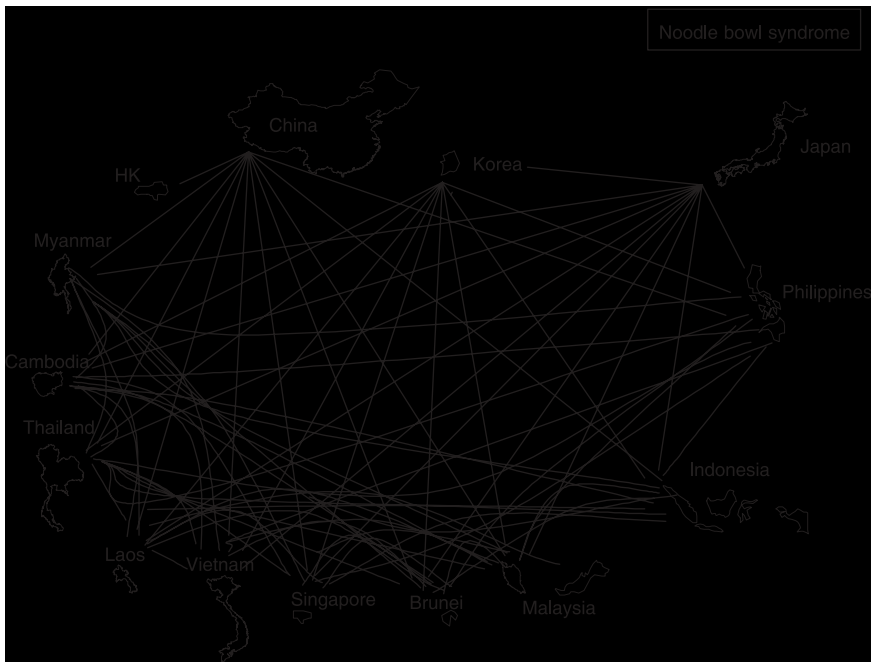 Noodle bowl syndrome
China
Japan
Korea
HK
Myanmar
Philippines
Cambodia
Thailand
Indonesia
Laos
Vietnam
Singapore
Brunei
Malaysia